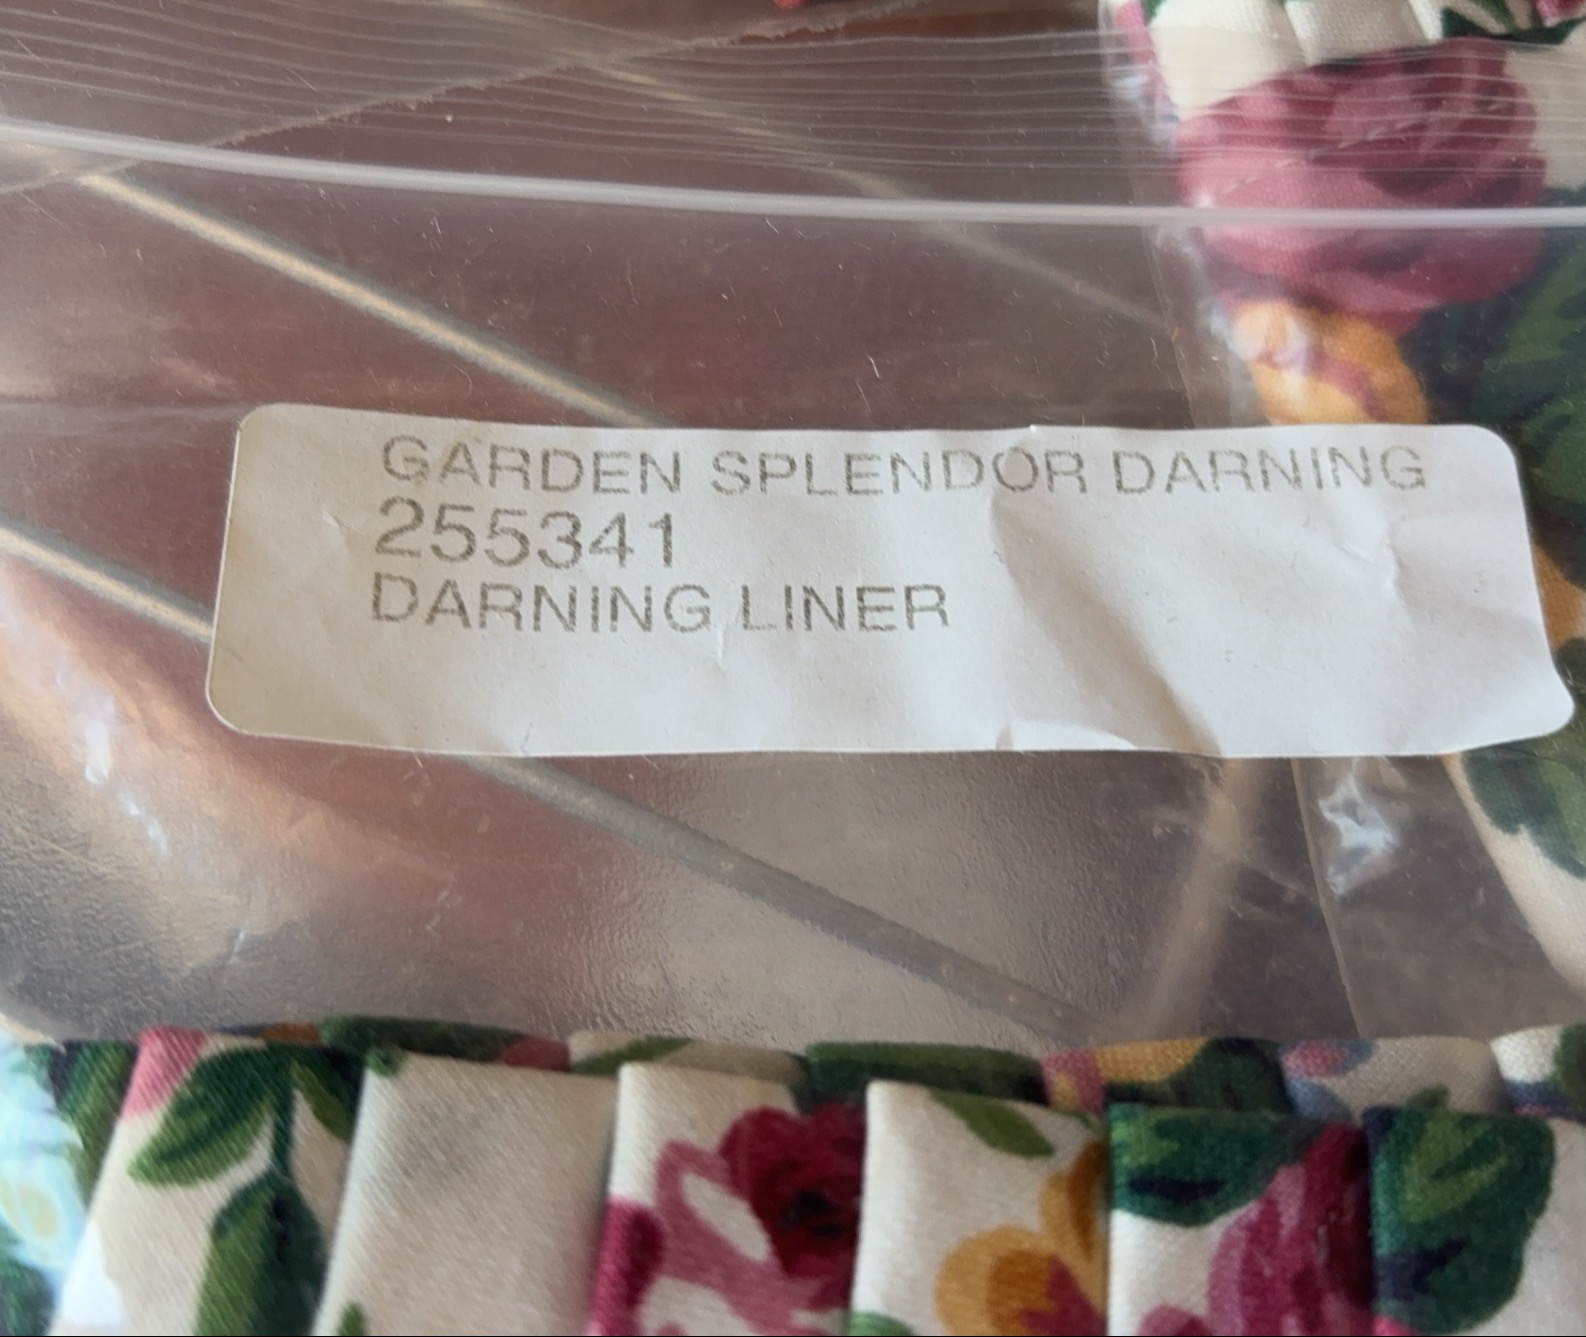 GARDEN SPLENDOR DARNING
255341
DARNING LINER